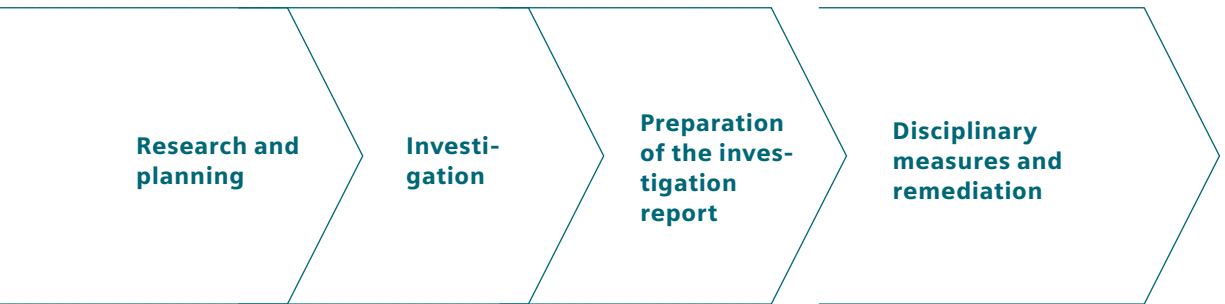 Research and
planning
Investi-
gation
Preparation
of the inves-
tigation
report
Disciplinary
measures and
remediation